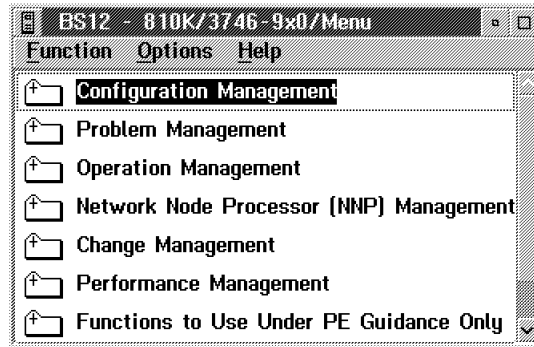 BS12 - 810K/3746-9x0/Menu
Function Options Help
Configuration Management
Problem Management
Operation Management
Network Node Processor (NNP) Management
Change Management
Performance Management
Functions to Use Under PE Guidance Only